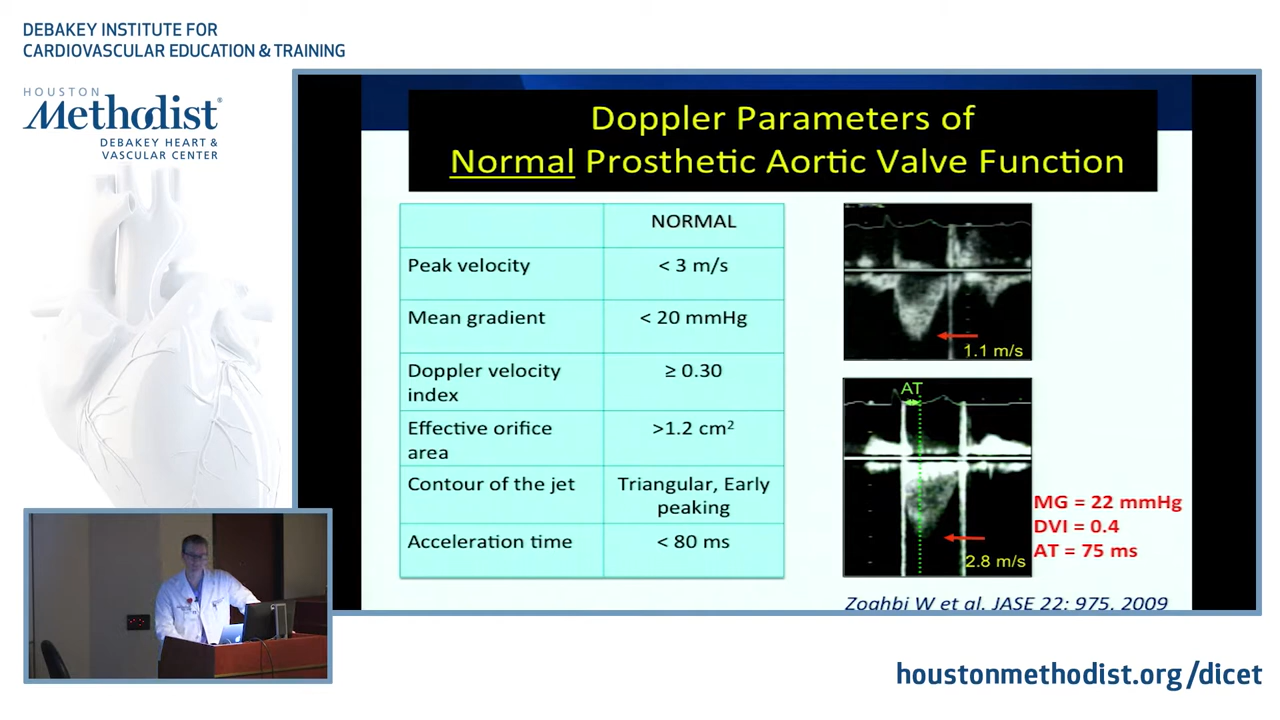 DEBAKEY INSTITUTE FOR
CARDIOVASCULAR EDUCATION & TRAINING
HOUSTON
Methodist®
DEBAKEY HEART &
VASCULAR CENTER
Doppler Parameters of
Normal Prosthetic Aortic Valve Function
NORMAL
Peak velocity
< 3 m/s
Mean gradient
< 20 mmHg
Doppler velocity
index
≥ 0.30
Effective orifice
area
>1.2 cm²
Contour of the jet
Triangular, Early
peaking
Acceleration time
< 80 ms
1.1 m/s
AT
2.8 m/s
MG = 22 mmHg
DVI = 0.4
AT = 75 ms
Zoghbi W et al. JASE 22: 975, 2009
houstonmethodist.org/dicet